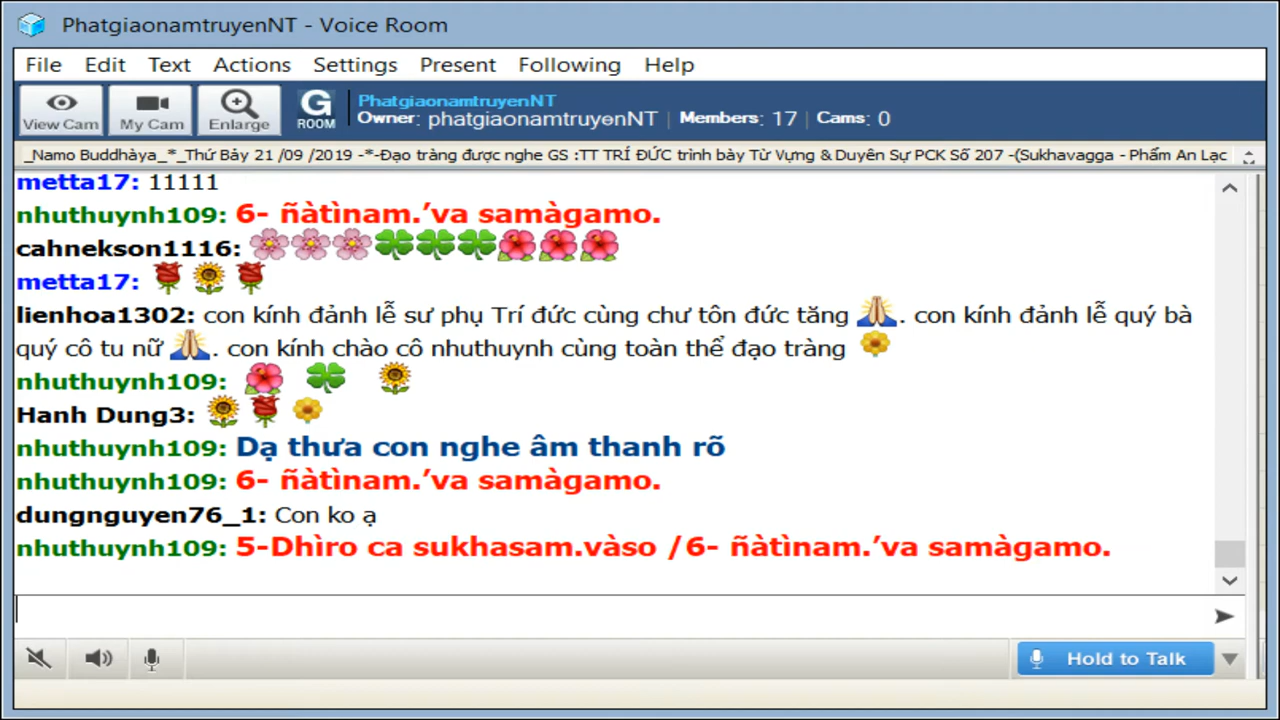 PhatgiaonamtruyenNT - Voice Room
File Edit Text Actions Settings Present Following Help
View Cam My Cam Enlarge G ROOM PhatgiaonamtruyenNT
Owner: phatgiaonamtruyenNT | Members: 17 | Cams: 0
_Namo Buddhàya_*_Thứ Bảy 21 /09 /2019 -*-Đạo tràng được nghe GS :TT TRÍ ĐỨC trình bày Từ Vựng & Duyên Sự PCK Số 207 -(Sukhavagga - Phẩm An Lạc
metta17: 11111
nhuthuynh109: 6- ñàtìnam.’va samàgamo.
cahnekson1116: 🌸🌸🌸🍀🍀🍀🌺🌺🌺
metta17: 🌹🌻🌹
lienhoa1302: con kính đảnh lễ sư phụ Trí đức cùng chư tôn đức tăng 🙏. con kính đảnh lễ quý bà
quý cô tu nữ 🙏. con kính chào cô nhuthuynh cùng toàn thể đạo tràng 🌼
nhuthuynh109: 🌺 🍀 🌻
Hanh Dung3: 🌻🌹🌼
nhuthuynh109: Dạ thưa con nghe âm thanh rõ
nhuthuynh109: 6- ñàtìnam.’va samàgamo.
dungnguyen76_1: Con ko ạ
nhuthuynh109: 5-Dhìro ca sukhasam.vàso /6- ñàtìnam.’va samàgamo.
Hold to Talk